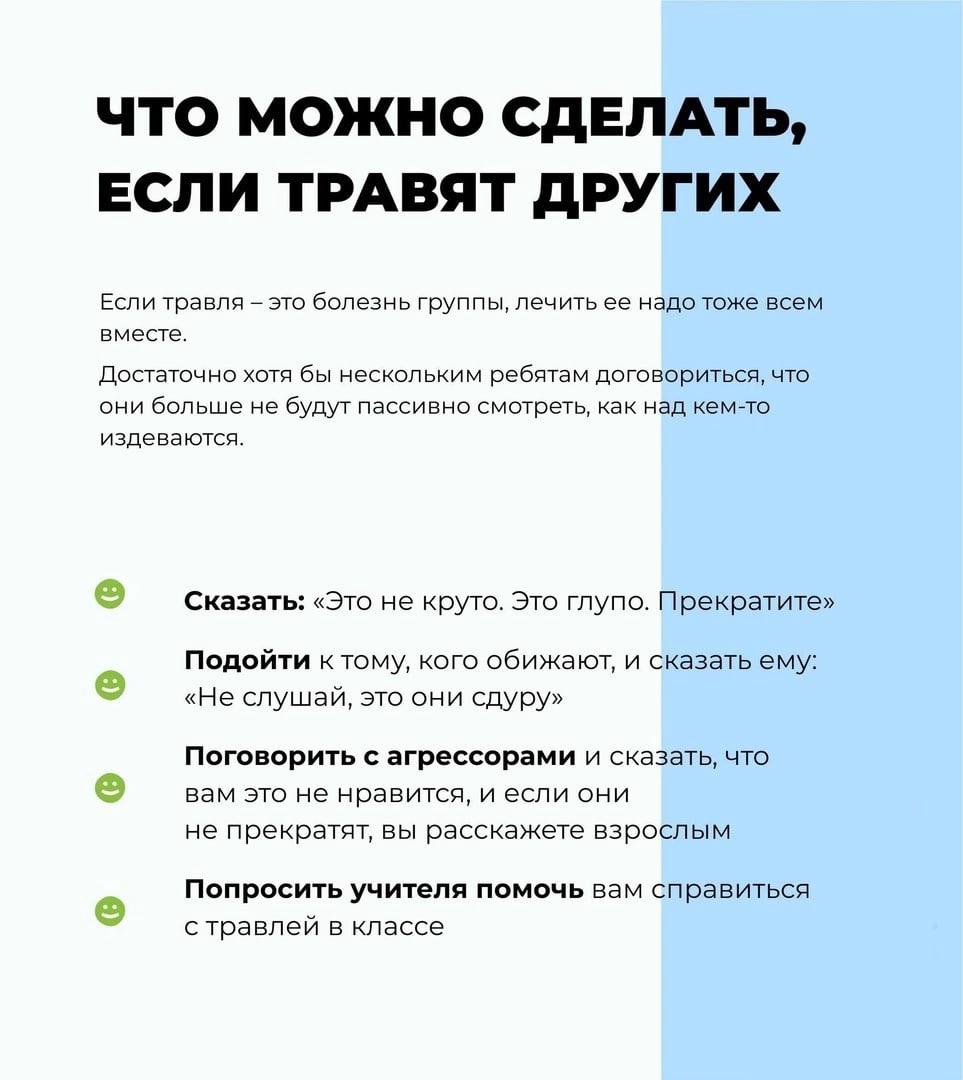 ЧТО МОЖНО СДЕЛАТЬ,
ЕСЛИ ТРАВЯТ ДРУГИХ
Если травля – это болезнь группы, лечить ее надо тоже всем
вместе.
Достаточно хотя бы нескольким ребятам договориться, что
они больше не будут пассивно смотреть, как над кем-то
издеваются.
Сказать: «Это не круто. Это глупо. Прекратите»
Подойти к тому, кого обижают, и сказать ему:
«Не слушай, это они сдуру»
Поговорить с агрессорами и сказать, что
вам это не нравится, и если они
не прекратят, вы расскажете взрослым
Попросить учителя помочь вам справиться
с травлей в классе